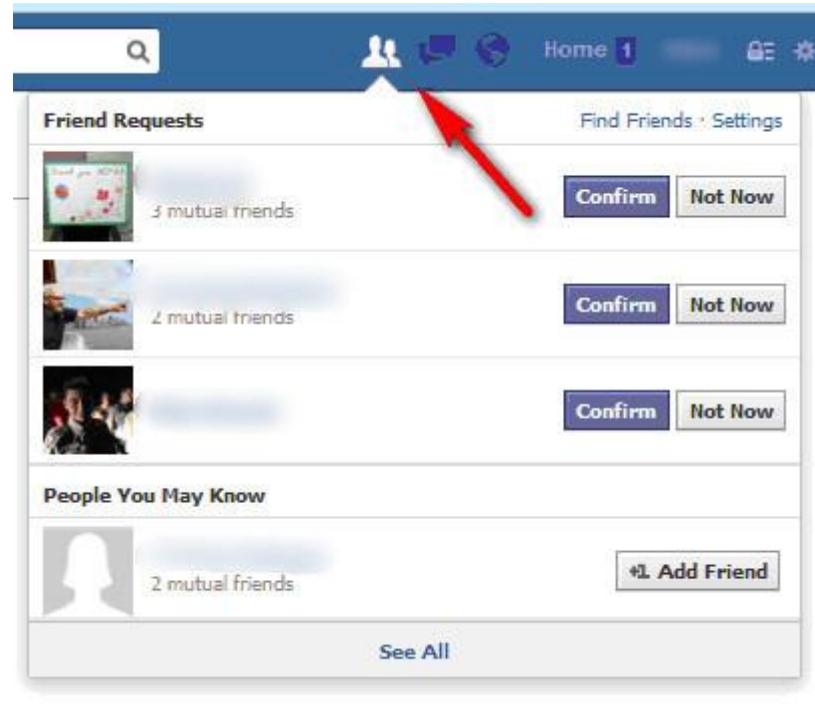 Home 1
Friend Requests
Find Friends · Settings
3 mutual friends
Confirm
Not Now
2 mutual friends
Confirm
Not Now
Confirm
Not Now
People You May Know
2 mutual friends
+1 Add Friend
See All